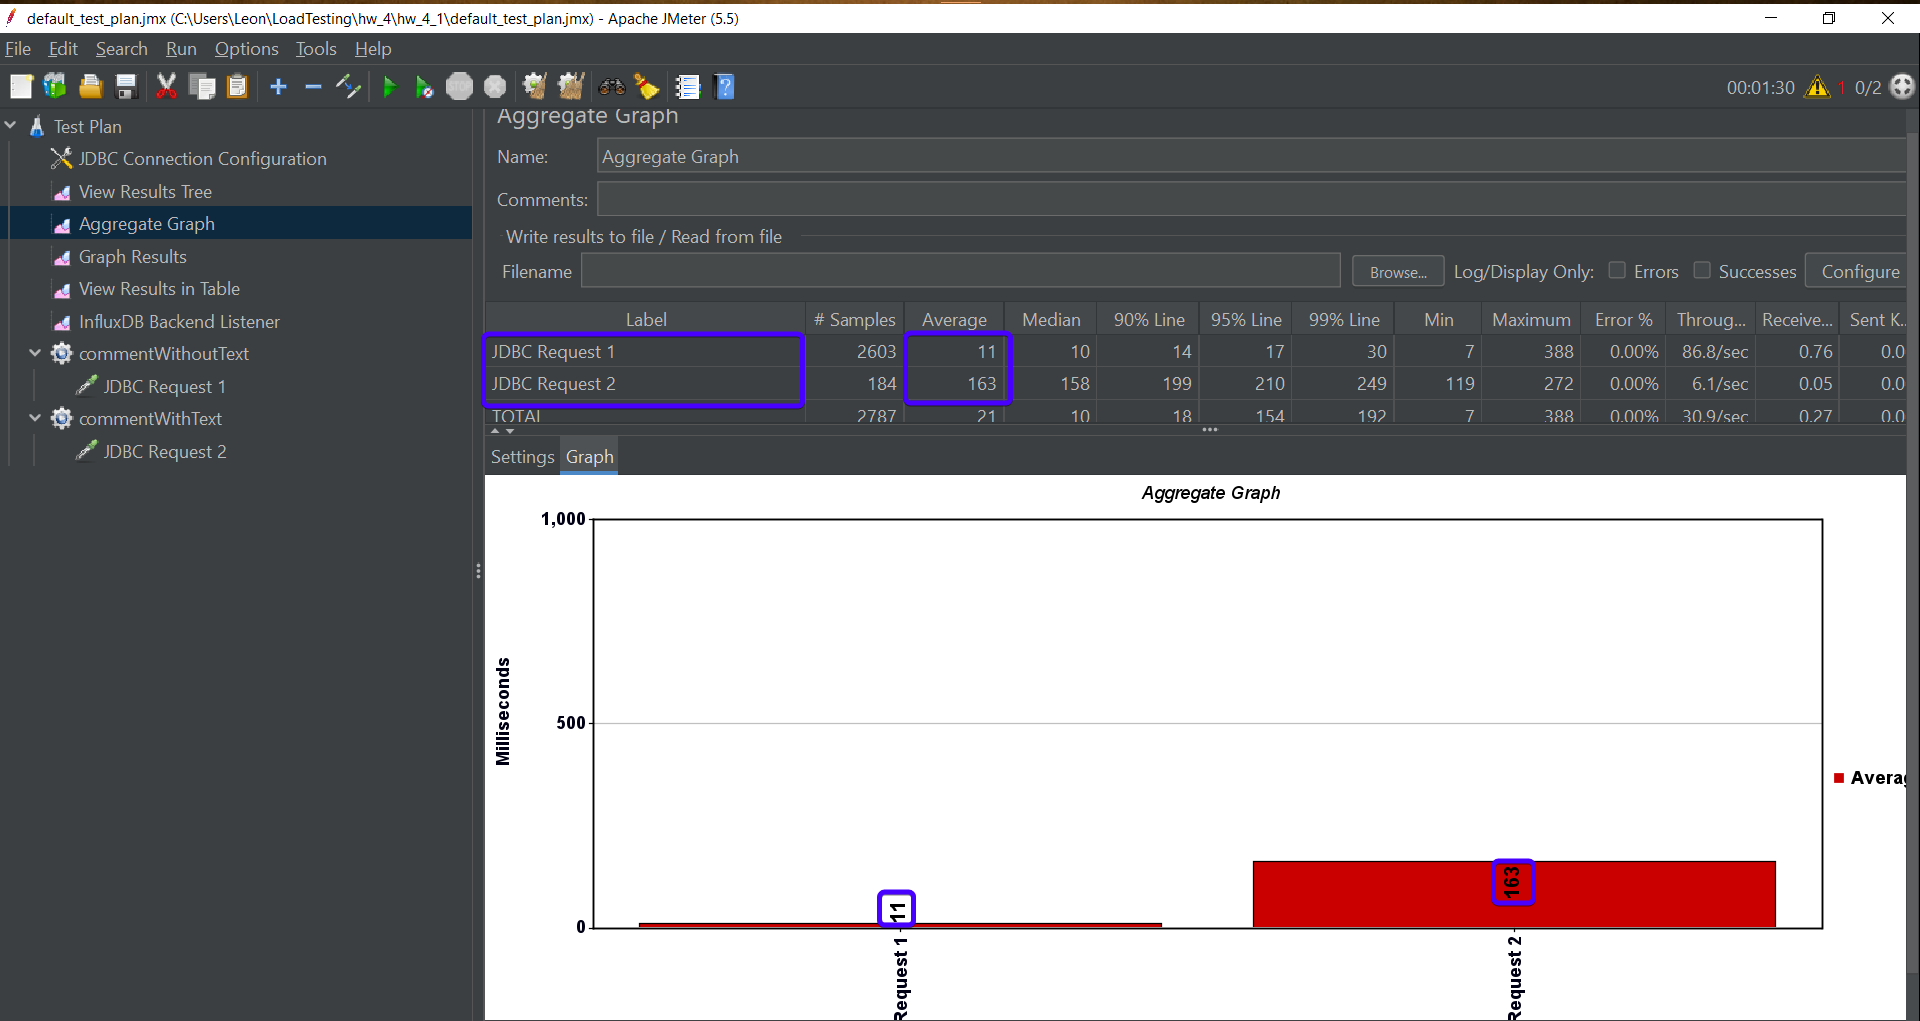 default_test_plan.jmx (C:\Users\Leon\LoadTesting\hw_4\hw_4_1\default_test_plan.jmx) - Apache JMeter (5.5)
File Edit Search Run Options Tools Help
STOP
00:01:30 1 0/2
Test Plan
JDBC Connection Configuration
View Results Tree
Aggregate Graph
Graph Results
View Results in Table
InfluxDB Backend Listener
commentWithoutText
JDBC Request 1
commentWithText
JDBC Request 2
Aggregate Graph
Name: Aggregate Graph
Comments:
Write results to file / Read from file
Filename Browse... Log/Display Only: Errors Successes Configure
Label # Samples Average Median 90% Line 95% Line 99% Line Min Maximum Error % Throug... Receive... Sent K...
JDBC Request 1 2603 11 10 14 17 30 7 388 0.00% 86.8/sec 0.76 0.0
JDBC Request 2 184 163 158 199 210 249 119 272 0.00% 6.1/sec 0.05 0.0
TOTAL 2787 21 10 18 154 192 7 388 0.00% 30.9/sec 0.27 0.0
Settings Graph
Aggregate Graph
1,000
500
0
Milliseconds
11
163
Request 1
Request 2
Averag